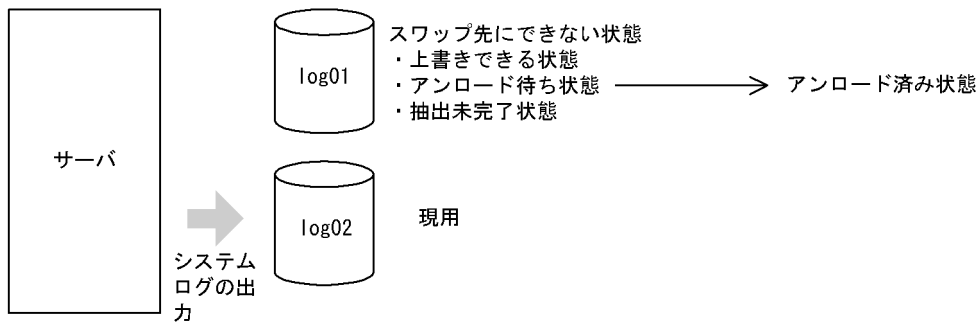 サーバ
システム
ログの出
力
log01
スワップ先にできない状態
・上書きできる状態
・アンロード待ち状態
・抽出未完了状態
アンロード済み状態
log02
現用